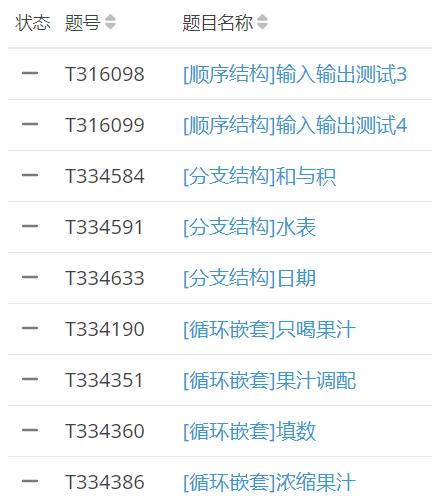 状态 题号 题目名称
T316098 [顺序结构]输入输出测试3
T316099 [顺序结构]输入输出测试4
T334584 [分支结构]和与积
T334591 [分支结构]水表
T334633 [分支结构]日期
T334190 [循环嵌套]只喝果汁
T334351 [循环嵌套]果汁调配
T334360 [循环嵌套]填数
T334386 [循环嵌套]浓缩果汁